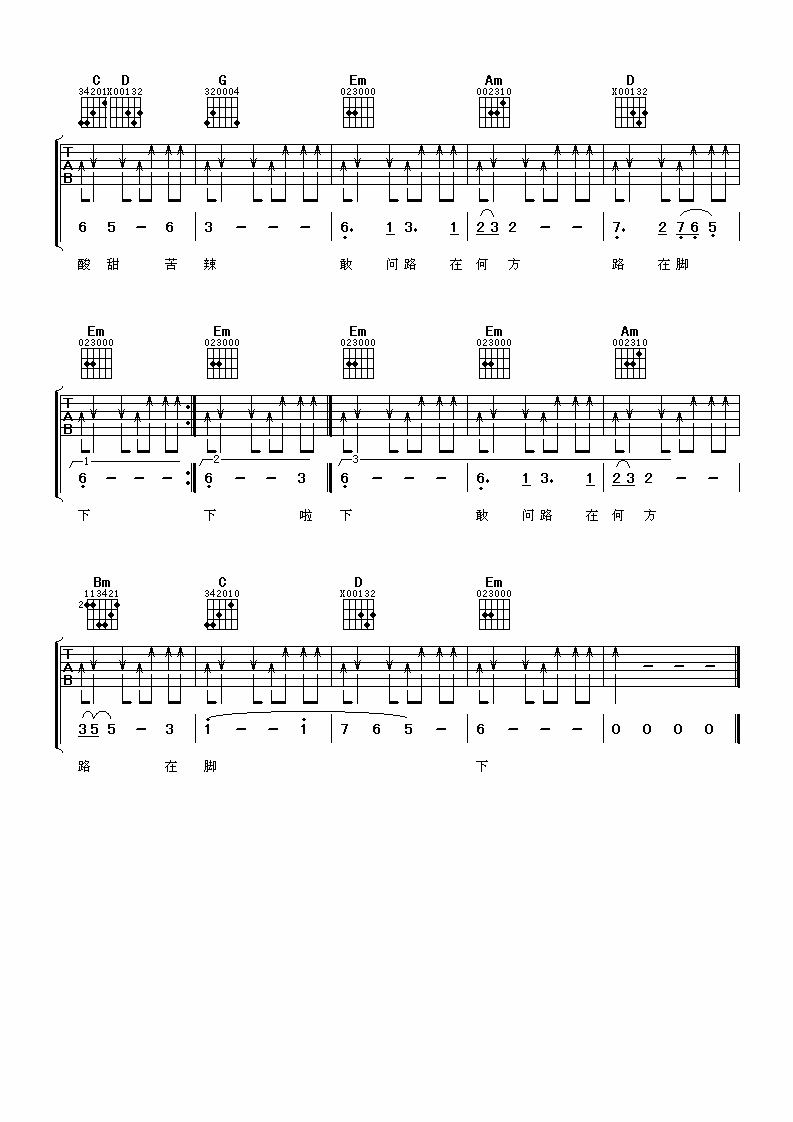 C D G Em Am D
34201X00132 320004 023000 002310 X00132
T
A
B
6 5 - 6 3 - - - 6. 1 3. 1 2 3 2 - - 7. 2 7 6 5
酸 甜 苦 辣 敢 问 路 在 何 方 路 在 脚
Em Em Em Em Am
023000 023000 023000 023000 002310
T
A
B
1 2 3
6 - - - 6 - - 3 6 - - - 6. 1 3. 1 2 3 2 - -
下 下 啦 下 敢 问 路 在 何 方
Bm C D Em
113421 342010 X00132 023000
2
T
A
B
- - -
3 5 5 - 3 1 - - 1 7 6 5 - 6 - - - 0 0 0 0
路 在 脚 下